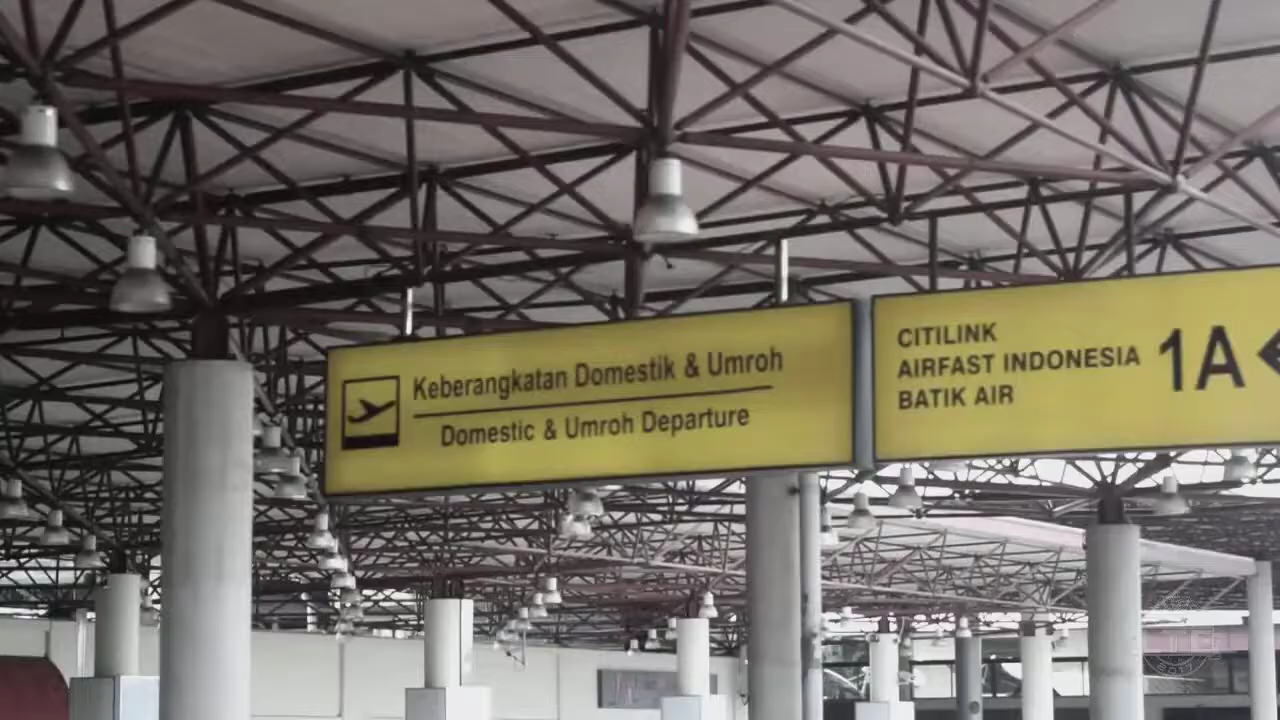 Keberangkatan Domestik & Umroh
Domestic & Umroh Departure
CITILINK
AIRFAST INDONESIA
BATIK AIR
1A